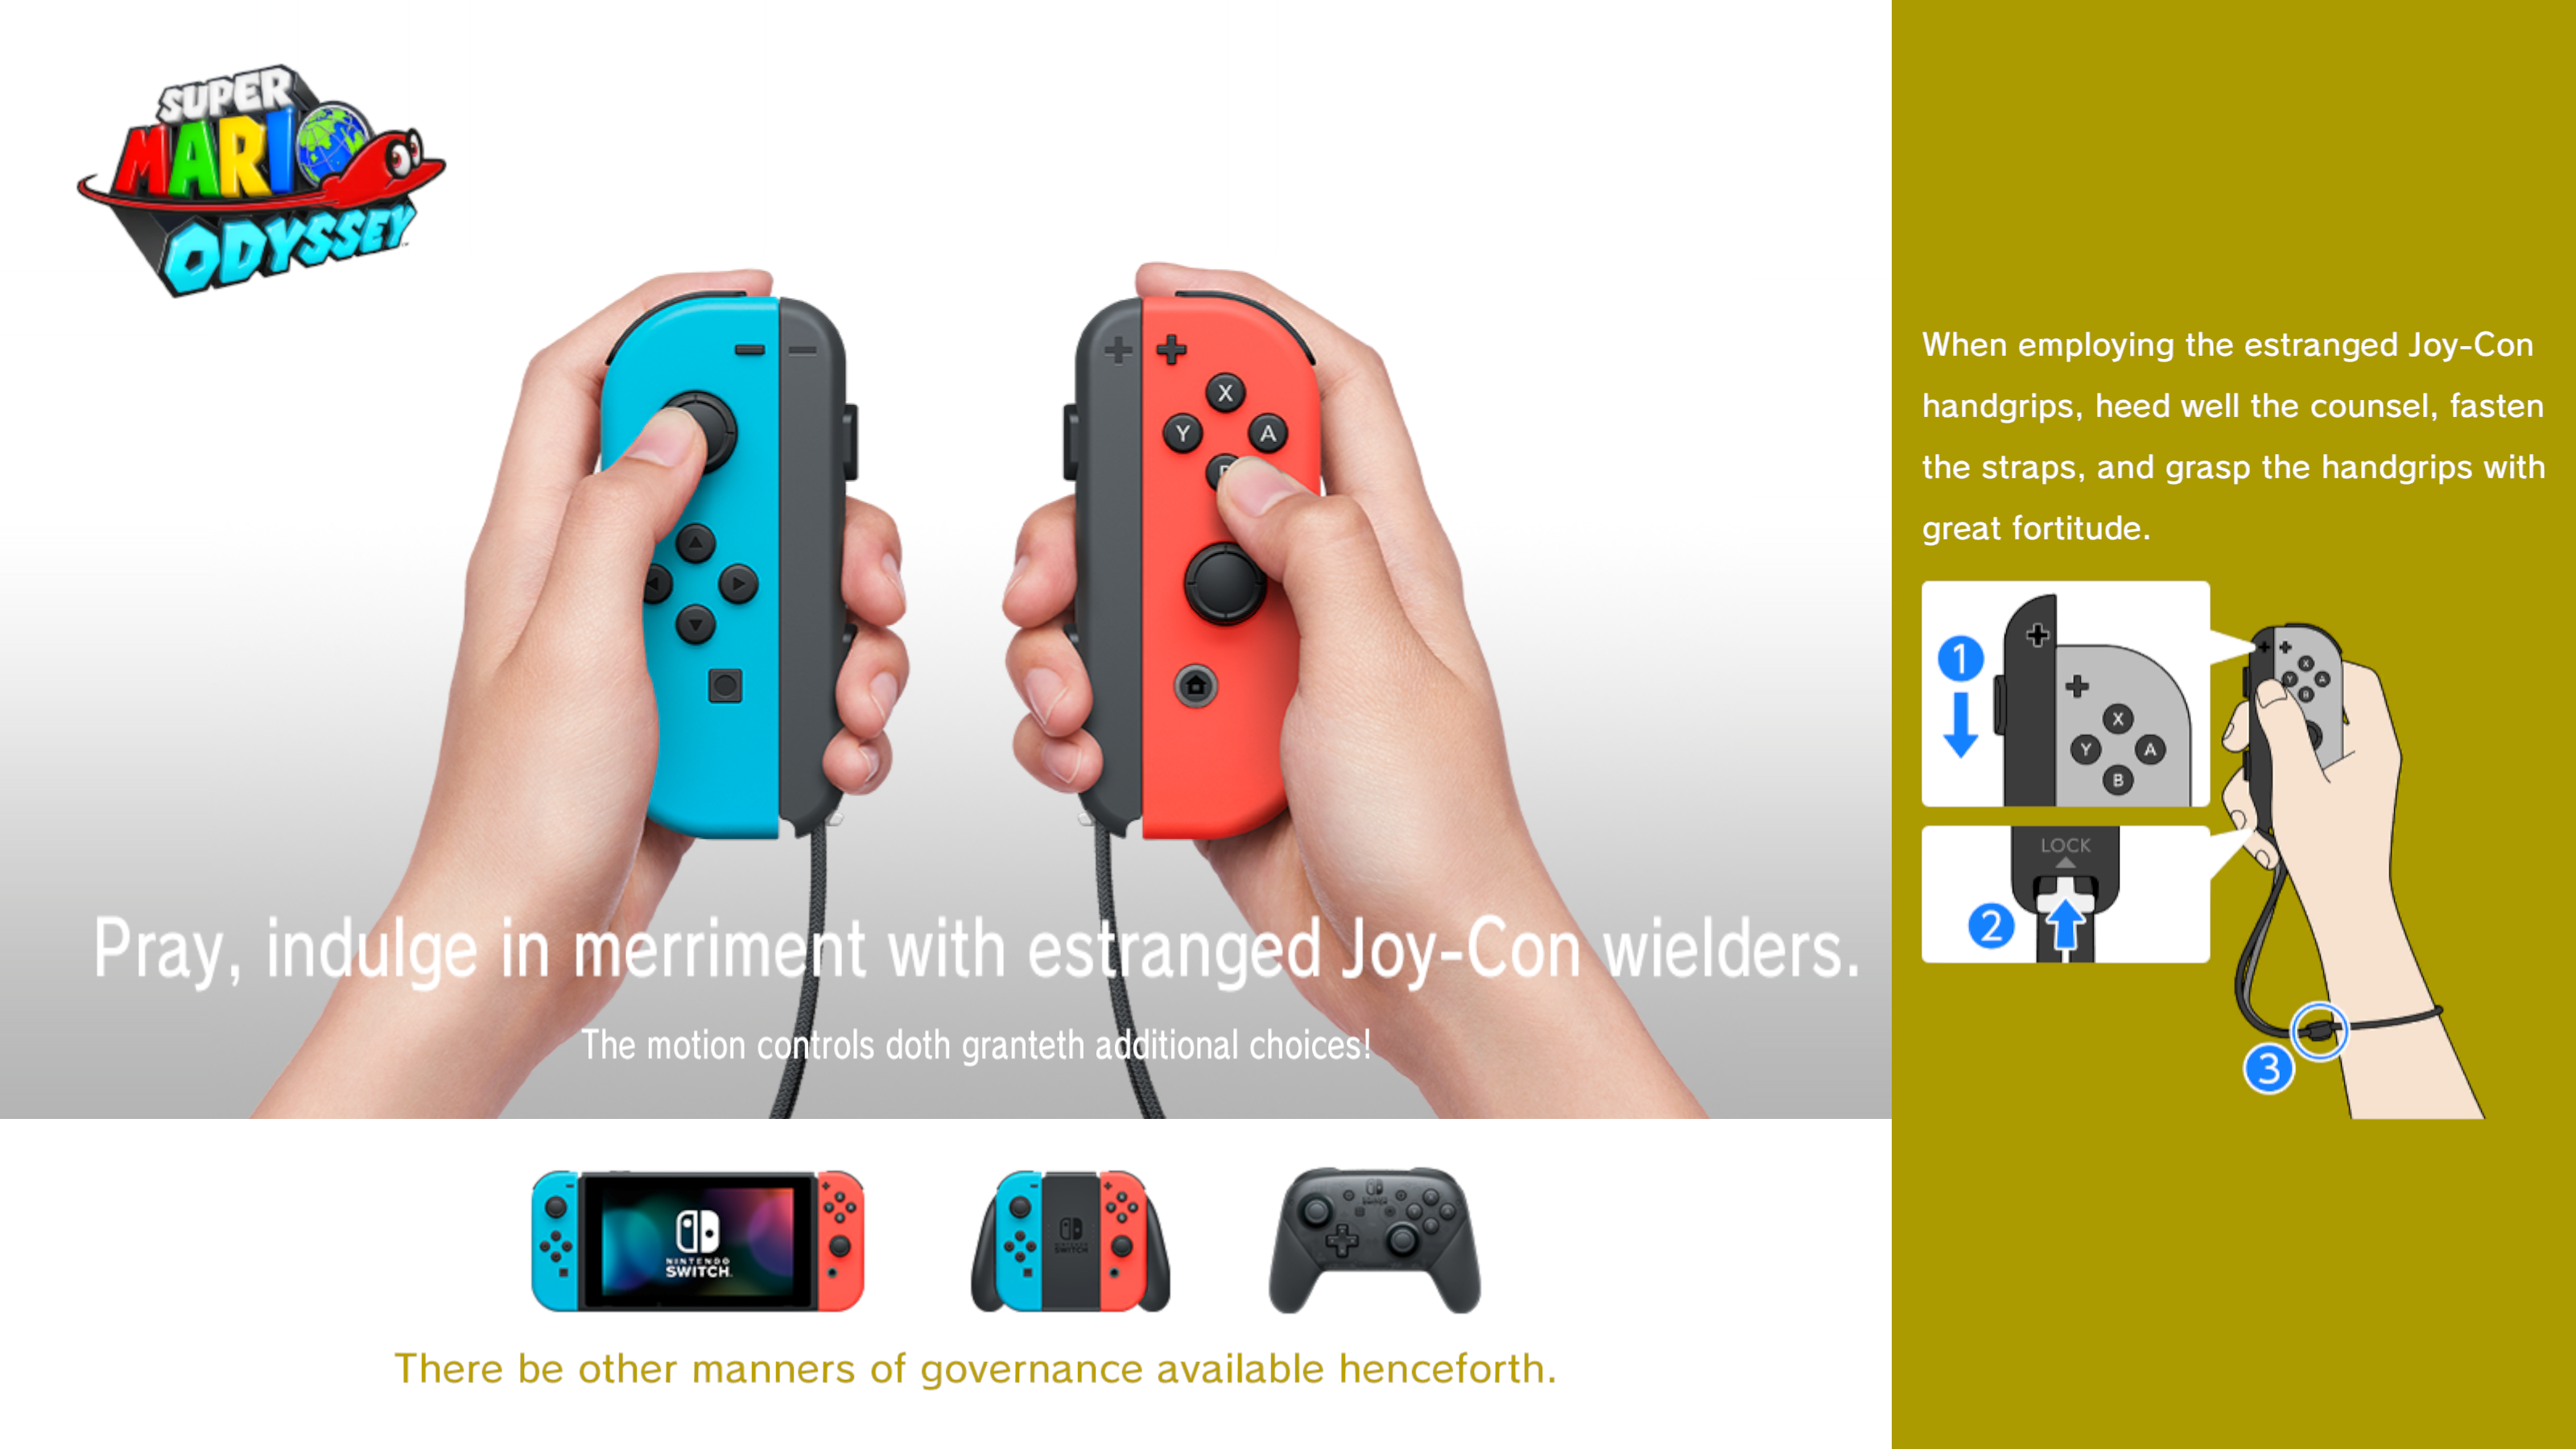 SUPER
MARIO
ODYSSEY
X
Y A
Pray, indulge in merriment with estranged Joy-Con wielders.
The motion controls doth granteth additional choices!
NINTENDO
SWITCH
There be other manners of governance available henceforth.
When employing the estranged Joy-Con
handgrips, heed well the counsel, fasten
the straps, and grasp the handgrips with
great fortitude.
1
X
Y A
B
LOCK
2
3